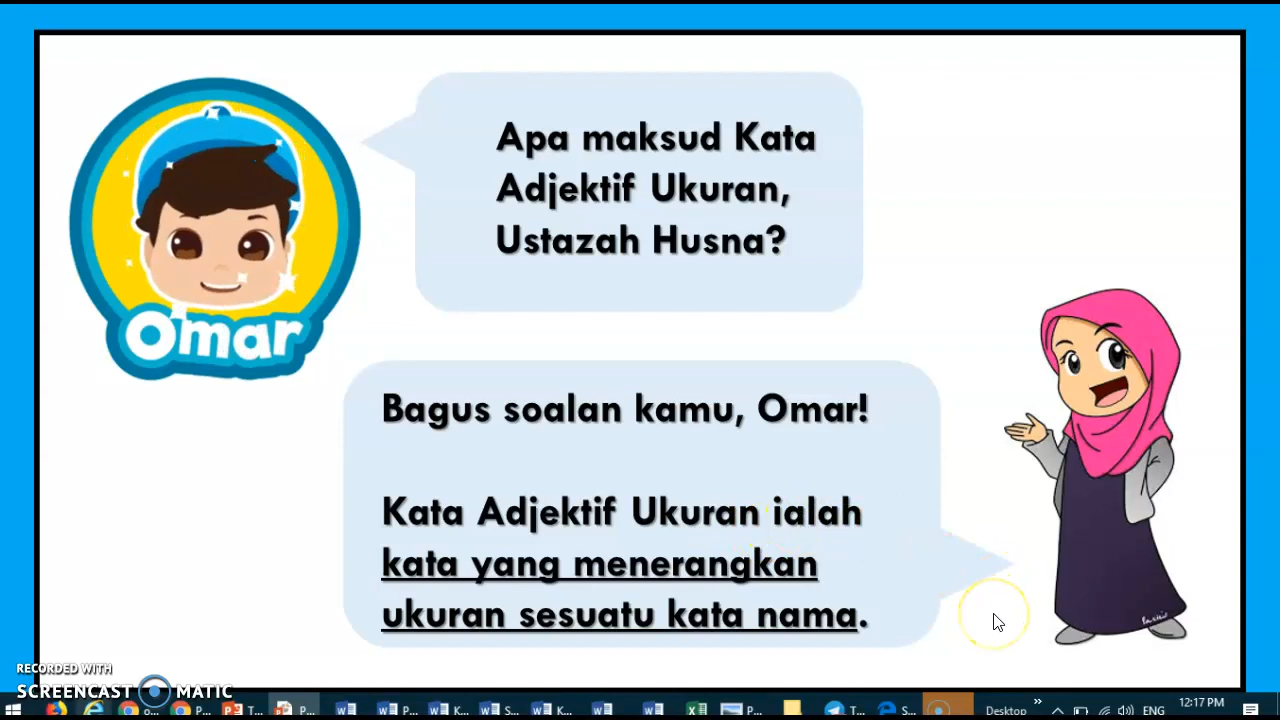 Apa maksud Kata
Adjektif Ukuran,
Ustazah Husna?
Omar
Bagus soalan kamu, Omar!
Kata Adjektif Ukuran ialah
kata yang menerangkan
ukuran sesuatu kata nama.
RECORDED WITH
SCREENCAST MATIC
P... T... P... P... K... S... K... P... T... S...
Desktop
»
ENG
12:17 PM